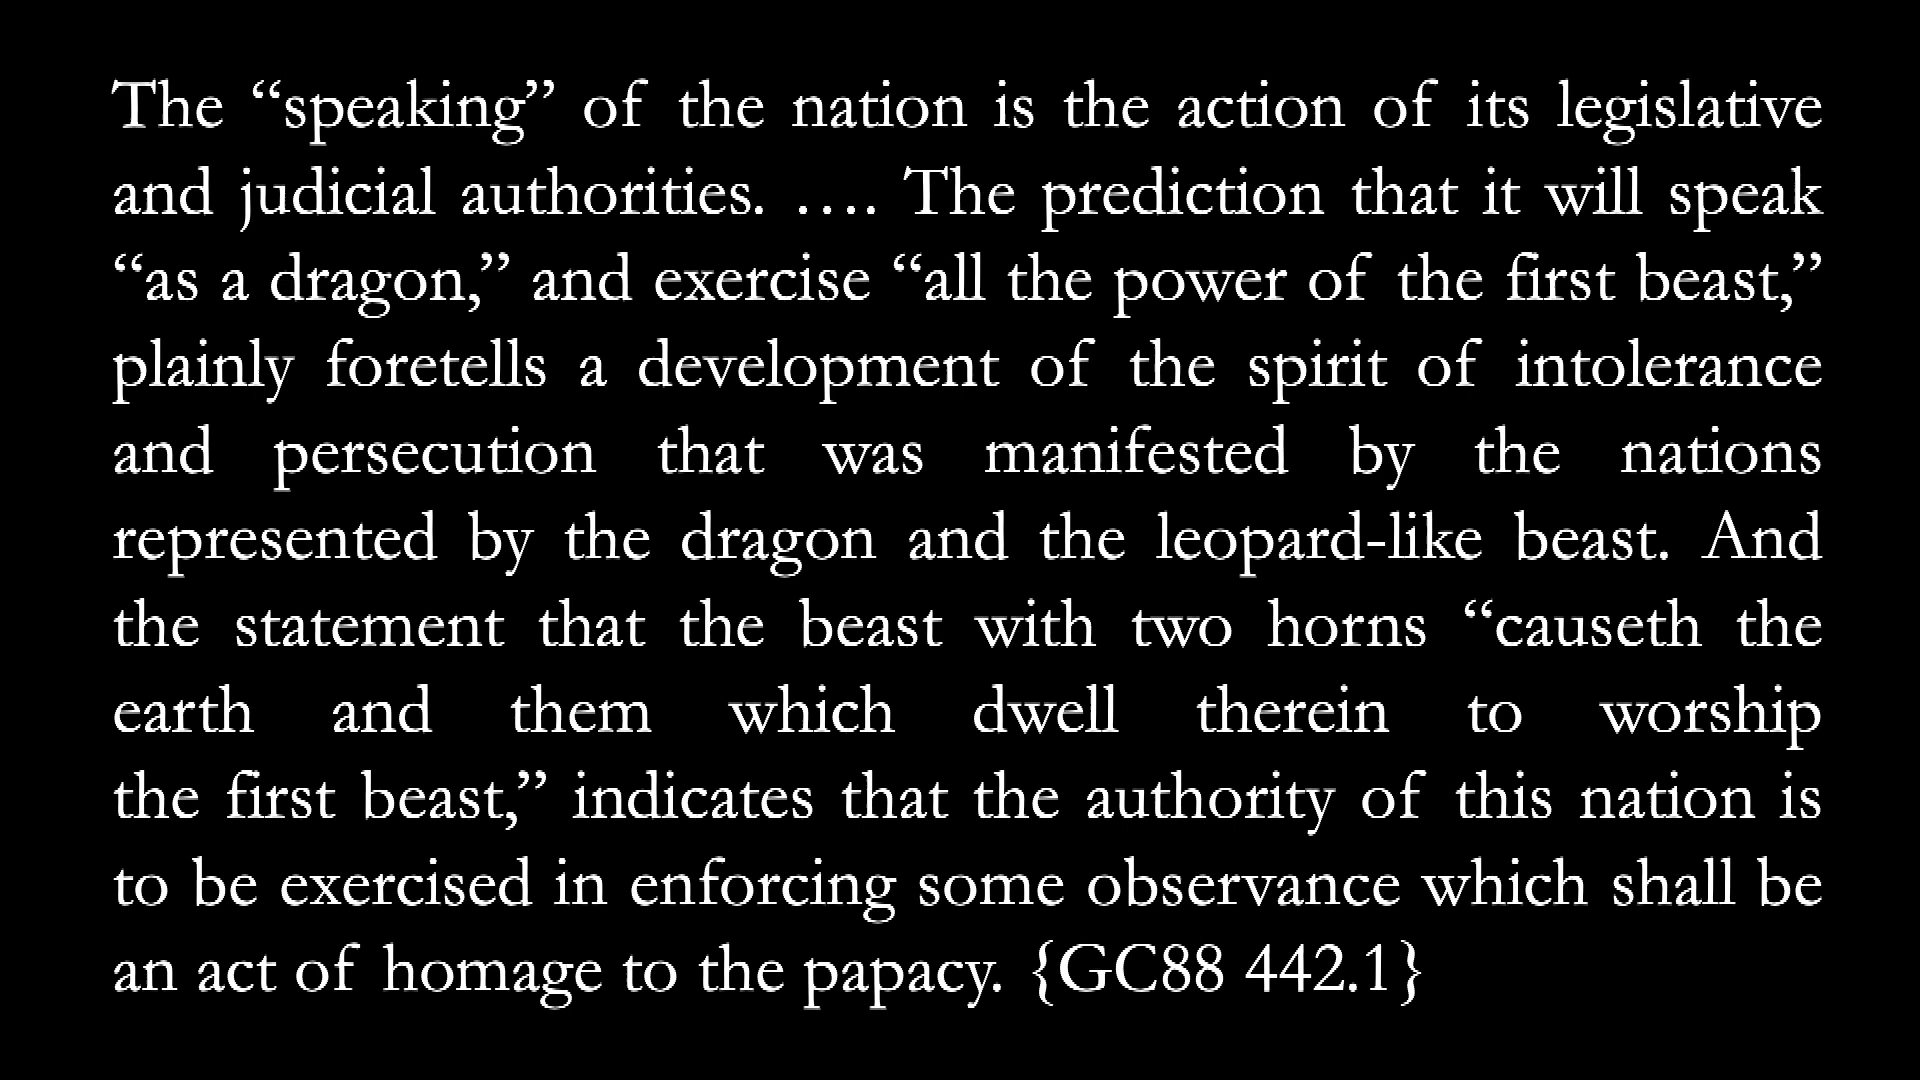 The “speaking” of the nation is the action of its legislative
and judicial authorities. …. The prediction that it will speak
“as a dragon,” and exercise “all the power of the first beast,”
plainly foretells a development of the spirit of intolerance
and persecution that was manifested by the nations
represented by the dragon and the leopard-like beast. And
the statement that the beast with two horns “causeth the
earth and them which dwell therein to worship
the first beast,” indicates that the authority of this nation is
to be exercised in enforcing some observance which shall be
an act of homage to the papacy. {GC88 442.1}